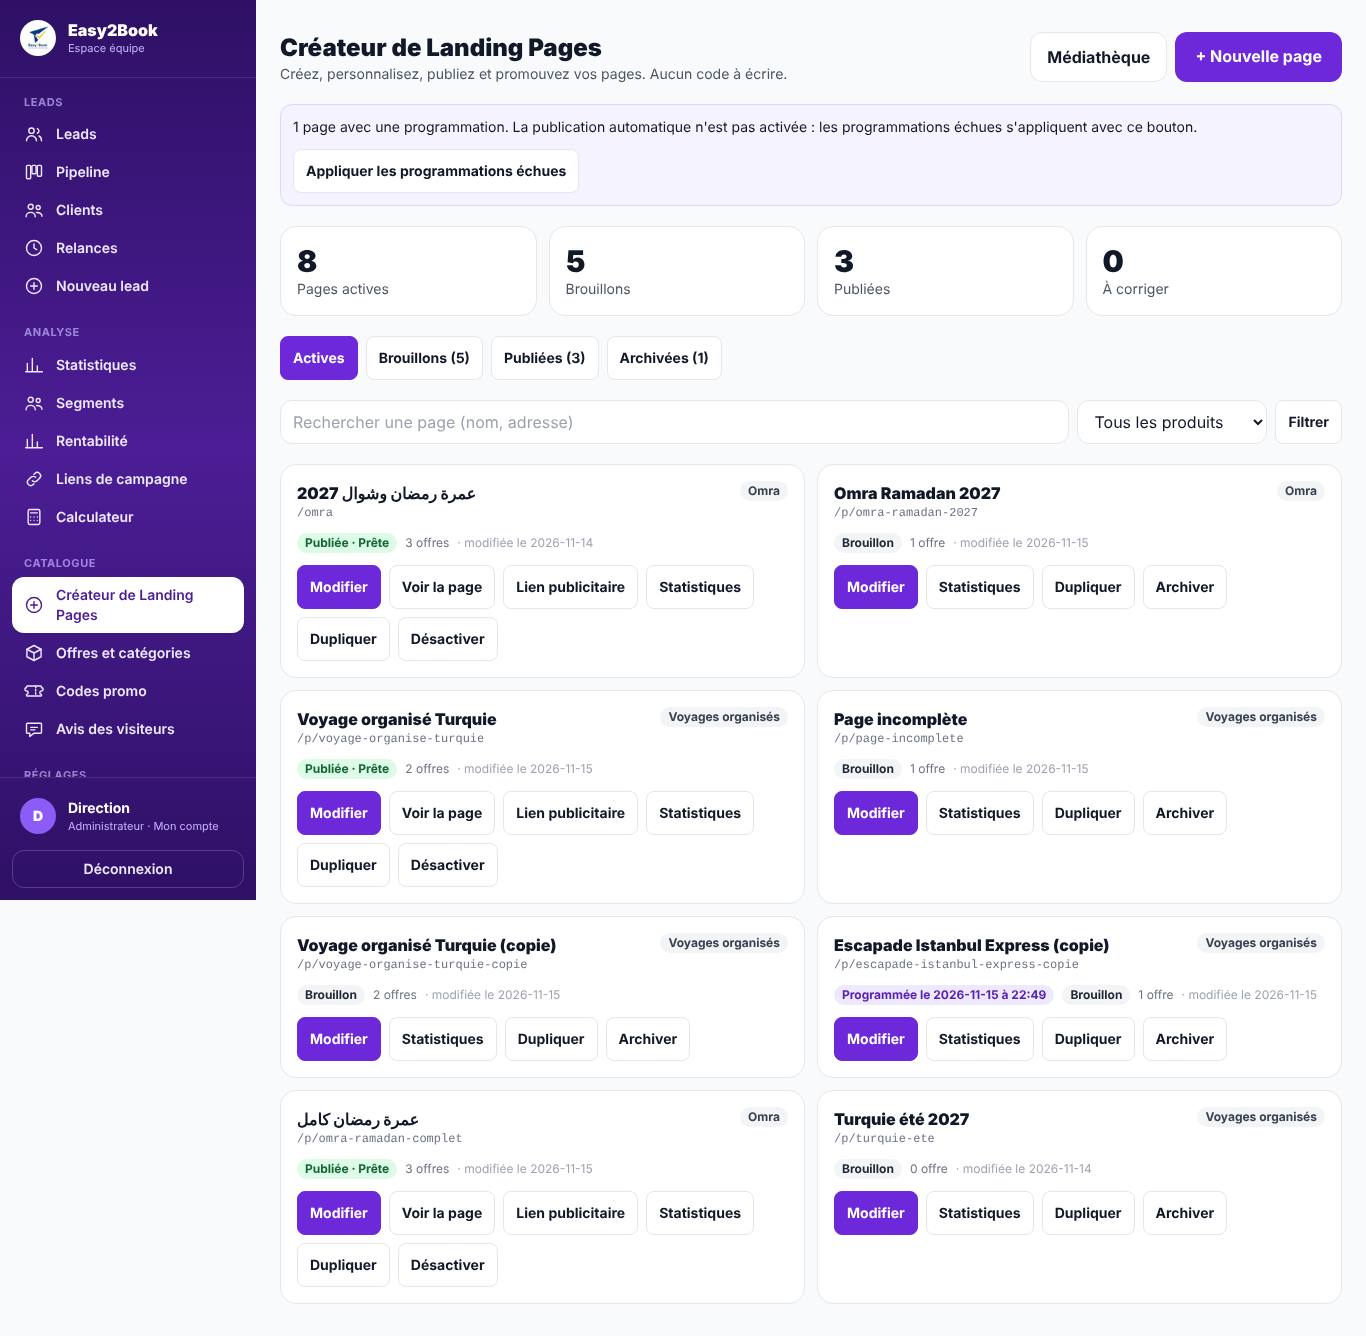 Easy2Book
Espace équipe
LEADS
Leads
Pipeline
Clients
Relances
Nouveau lead
ANALYSE
Statistiques
Segments
Rentabilité
Liens de campagne
Calculateur
CATALOGUE
Créateur de Landing
Pages
Offres et catégories
Codes promo
Avis des visiteurs
RÉGLAGES
D
Direction
Administrateur · Mon compte
Déconnexion
Créateur de Landing Pages
Créez, personnalisez, publiez et promouvez vos pages. Aucun code à écrire.
Médiathèque
+ Nouvelle page
1 page avec une programmation. La publication automatique n'est pas activée : les programmations échues s'appliquent avec ce bouton.
Appliquer les programmations échues
8
Pages actives
5
Brouillons
3
Publiées
0
À corriger
Actives
Brouillons (5)
Publiées (3)
Archivées (1)
Rechercher une page (nom, adresse)
Tous les produits
Filtrer
عمرة رمضان وشوال 2027
Omra
/omra
Publiée · Prête
3 offres
· modifiée le 2026-11-14
Modifier
Voir la page
Lien publicitaire
Statistiques
Dupliquer
Désactiver
Omra Ramadan 2027
Omra
/p/omra-ramadan-2027
Brouillon
1 offre
· modifiée le 2026-11-15
Modifier
Statistiques
Dupliquer
Archiver
Voyage organisé Turquie
Voyages organisés
/p/voyage-organise-turquie
Publiée · Prête
2 offres
· modifiée le 2026-11-15
Modifier
Voir la page
Lien publicitaire
Statistiques
Dupliquer
Désactiver
Page incomplète
Voyages organisés
/p/page-incomplete
Brouillon
1 offre
· modifiée le 2026-11-15
Modifier
Statistiques
Dupliquer
Archiver
Voyage organisé Turquie (copie)
Voyages organisés
/p/voyage-organise-turquie-copie
Brouillon
2 offres
· modifiée le 2026-11-15
Modifier
Statistiques
Dupliquer
Archiver
Escapade Istanbul Express (copie)
Voyages organisés
/p/escapade-istanbul-express-copie
Programmée le 2026-11-15 à 22:49
Brouillon
1 offre
· modifiée le 2026-11-15
Modifier
Statistiques
Dupliquer
Archiver
عمرة رمضان كامل
Omra
/p/omra-ramadan-complet
Publiée · Prête
3 offres
· modifiée le 2026-11-15
Modifier
Voir la page
Lien publicitaire
Statistiques
Dupliquer
Désactiver
Turquie été 2027
Voyages organisés
/p/turquie-ete
Brouillon
0 offre
· modifiée le 2026-11-14
Modifier
Statistiques
Dupliquer
Archiver